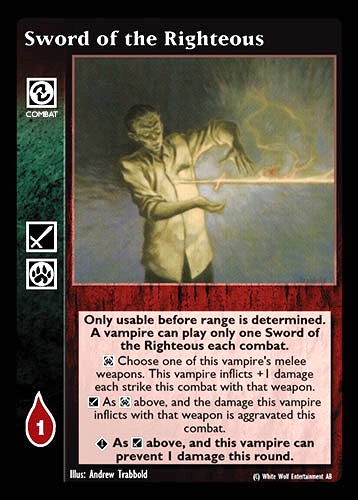 Sword of the Righteous
COMBAT
Only usable before range is determined.
A vampire can play only one Sword of
the Righteous each combat.
Choose one of this vampire's melee
weapons. This vampire inflicts +1 damage
each strike this combat with that weapon.
As above, and the damage this vampire
inflicts with that weapon is aggravated this
combat.
As above, and this vampire can
prevent 1 damage this round.
1
Illus: Andrew Trabbold
(C) White Wolf Entertainment AB